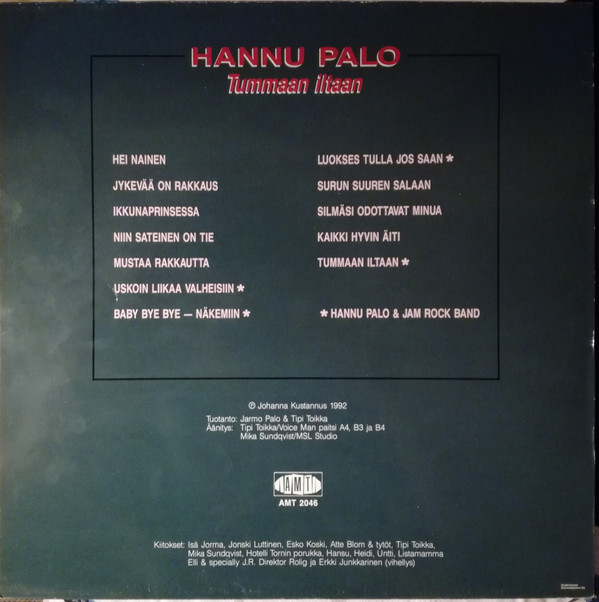 HANNU PALO
Tummaan iltaan
HEI NAINEN
JYKEVÄÄ ON RAKKAUS
IKKUNAPRINSESSA
NIIN SATEINEN ON TIE
MUSTAA RAKKAUTTA
USKOIN LIIKAA VALHEISIIN *
BABY BYE BYE — NÄKEMIIN *
LUOKSES TULLA JOS SAAN *
SURUN SUUREN SALAAN
SILMÄSI ODOTTAVAT MINUA
KAIKKI HYVIN ÄITI
TUMMAAN ILTAAN *
* HANNU PALO & JAM ROCK BAND
℗ Johanna Kustannus 1992
Tuotanto: Jarmo Palo & Tipi Toikka
Äänitys: Tipi Toikka/Voice Man paitsi A4, B3 ja B4
Mika Sundqvist/MSL Studio
AMT
AMT 2046
Kiitokset: Isä Jorma, Jonski Luttinen, Esko Koski, Atte Blom & tytöt, Tipi Toikka,
Mika Sundqvist, Hotelli Tornin porukka, Hansu, Heidi, Untti, Listamamma
Elli & specially J.R. Direktor Rolig ja Erkki Junkkarinen (vihellys)